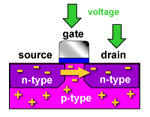 voltage
gate
source
drain
n-type
n-type
p-type